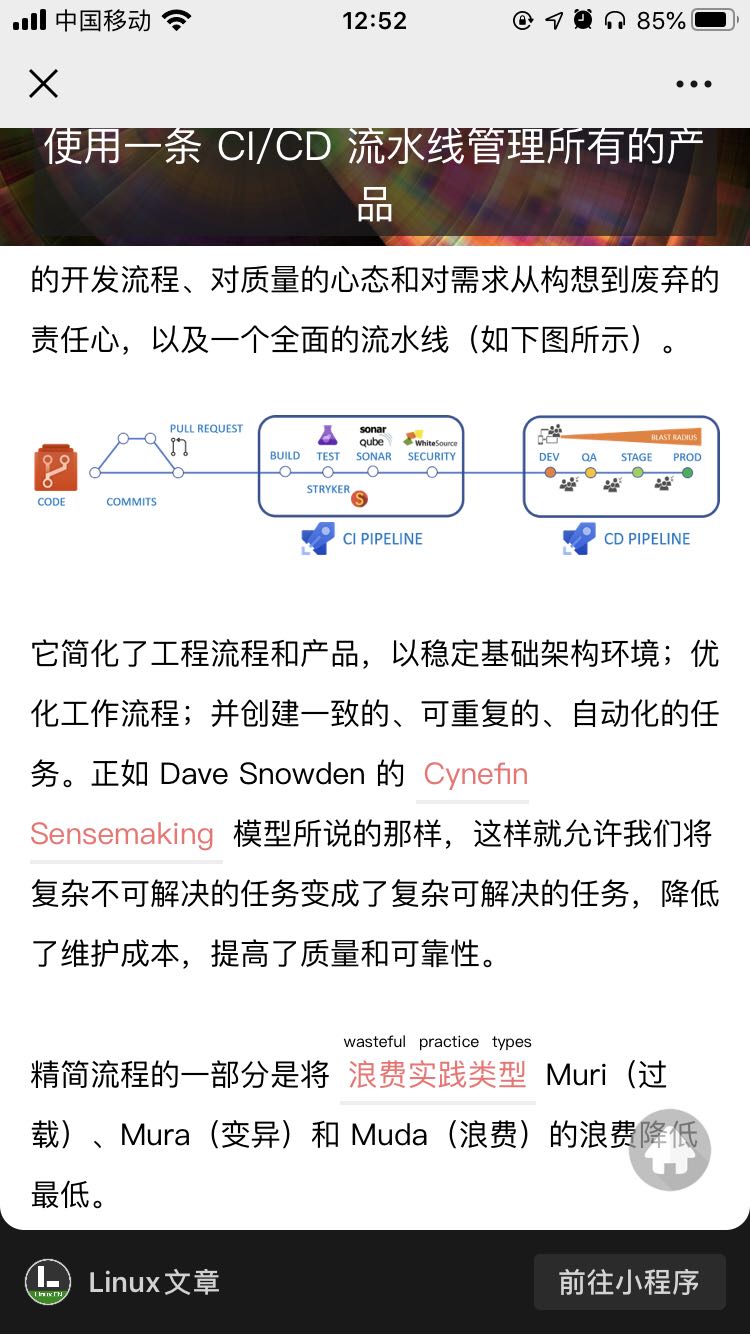 中国移动
12:52
85%
使用一条 CI/CD 流水线管理所有的产
品
的开发流程、对质量的心态和对需求从构想到废弃的
责任心，以及一个全面的流水线（如下图所示）。
CODE
COMMITS
PULL REQUEST
BUILD
TEST
sonar
qube
SONAR
WhiteSource
SECURITY
STRYKER
S
CI PIPELINE
BLAST RADIUS
DEV
QA
STAGE
PROD
CD PIPELINE
它简化了工程流程和产品，以稳定基础架构环境；优
化工作流程；并创建一致的、可重复的、自动化的任
务。正如 Dave Snowden 的 Cynefin
Sensemaking 模型所说的那样，这样就允许我们将
复杂不可解决的任务变成了复杂可解决的任务，降低
了维护成本，提高了质量和可靠性。
wasteful practice types
精简流程的一部分是将 浪费实践类型 Muri（过
载）、Mura（变异）和 Muda（浪费）的浪费降低
最低。
Linux文章
前往小程序